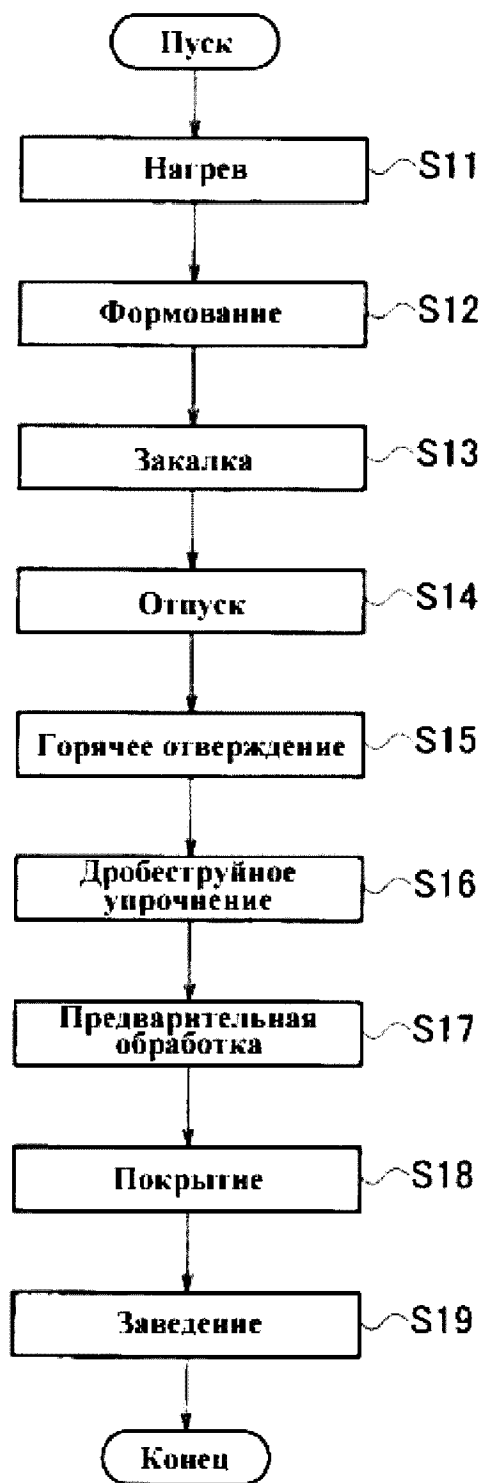 Пуск
Нагрев S11
Формование S12
Закалка S13
Отпуск S14
Горячее отверждение S15
Дробеструйное
упрочнение S16
Предварительная
обработка S17
Покрытие S18
Заведение S19
Конец